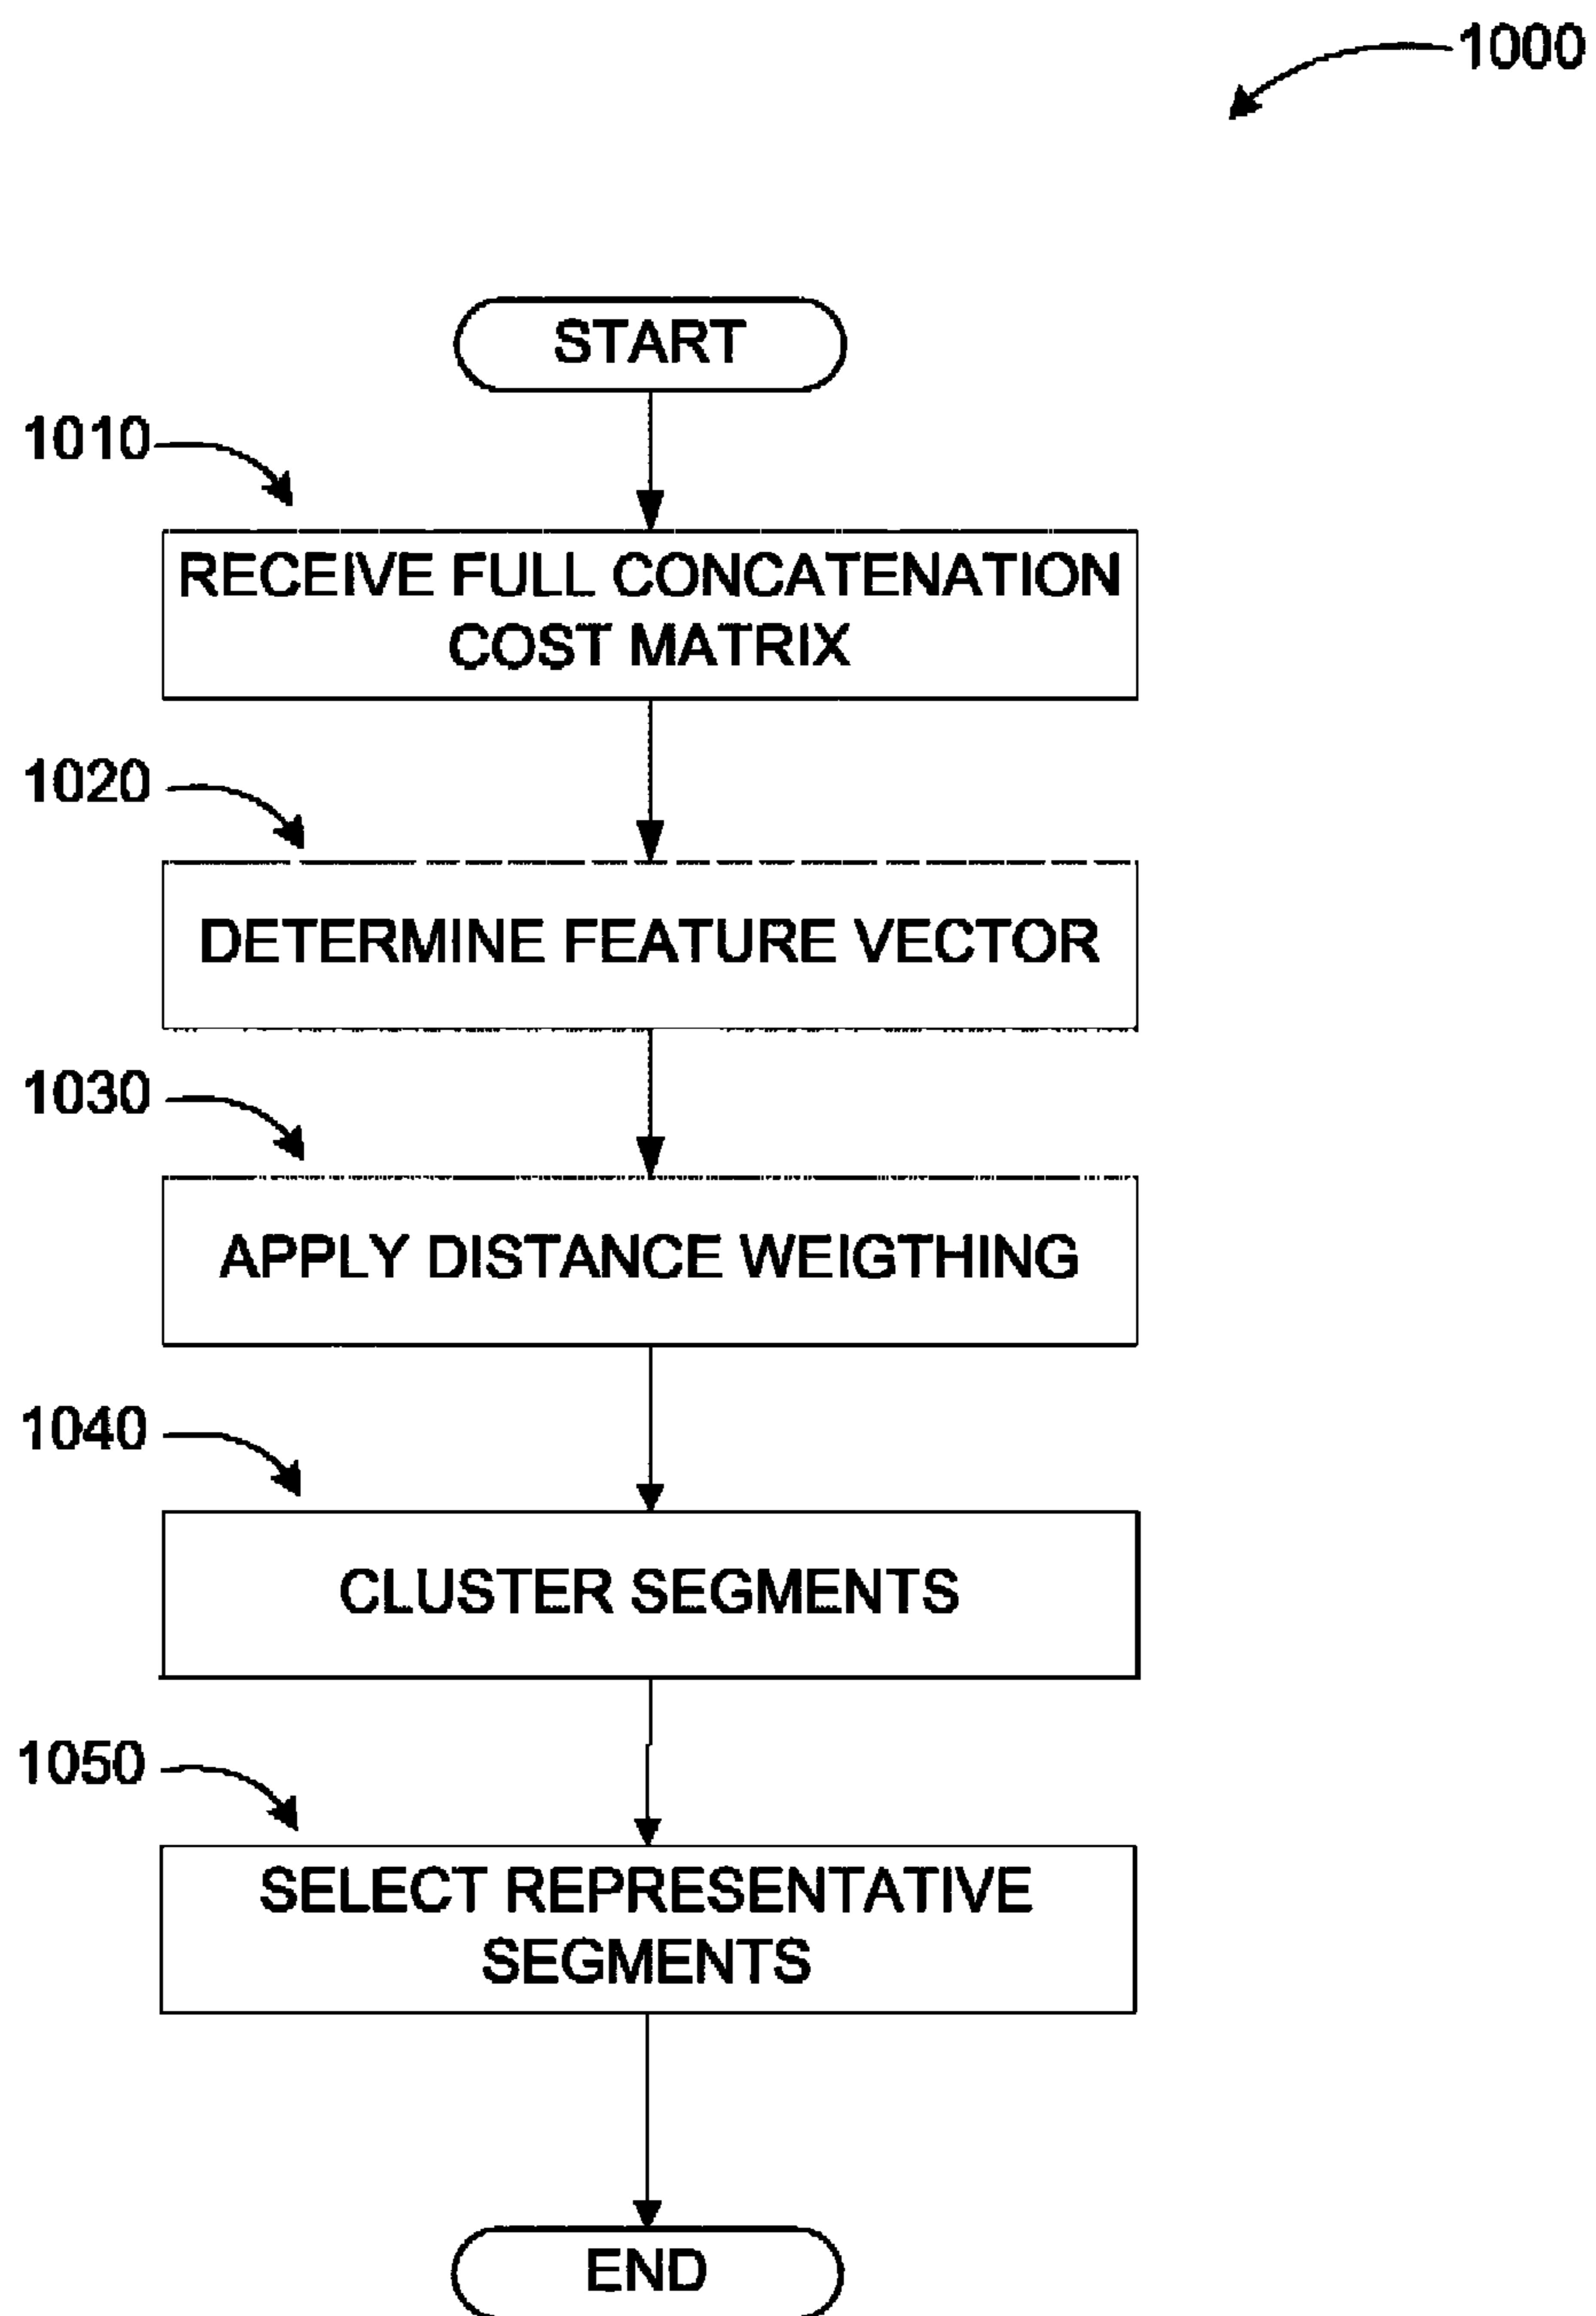 1000
START
1010
RECEIVE FULL CONCATENATION
COST MATRIX
1020
DETERMINE FEATURE VECTOR
1030
APPLY DISTANCE WEIGTHING
1040
CLUSTER SEGMENTS
1050
SELECT REPRESENTATIVE
SEGMENTS
END